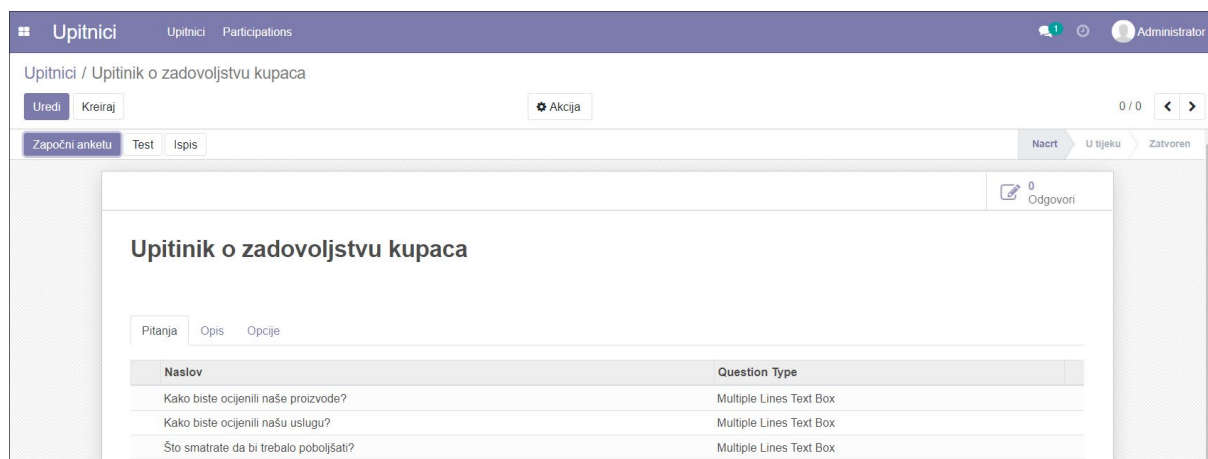 Upitnici Upitnici Participations 1 Administrator
Upitnici / Upitinik o zadovoljstvu kupaca
Uredi Kreiraj Akcija 0 / 0
Započni anketu Test Ispis Nacrt U tijeku Zatvoren
0
Odgovori
Upitinik o zadovoljstvu kupaca
Pitanja Opis Opcije
Naslov Question Type
Kako biste ocijenili naše proizvode? Multiple Lines Text Box
Kako biste ocijenili našu uslugu? Multiple Lines Text Box
Što smatrate da bi trebalo poboljšati? Multiple Lines Text Box